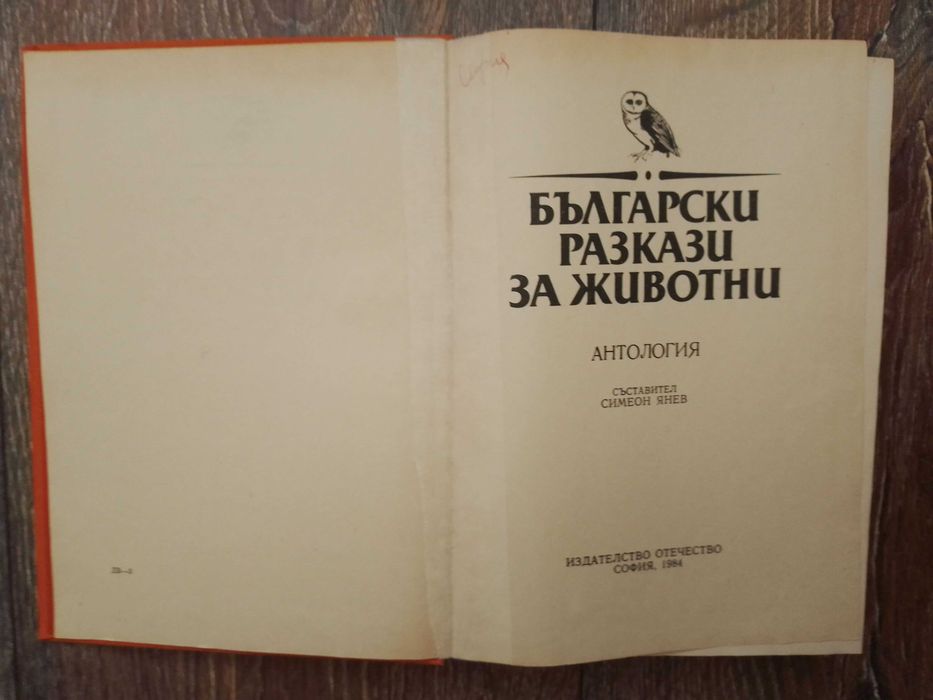 БЪЛГАРСКИ
РАЗКАЗИ
ЗА ЖИВОТНИ
АНТОЛОГИЯ
СЪСТАВИТЕЛ
СИМЕОН ЯНЕВ
ИЗДАТЕЛСТВО ОТЕЧЕСТВО
СОФИЯ, 1984